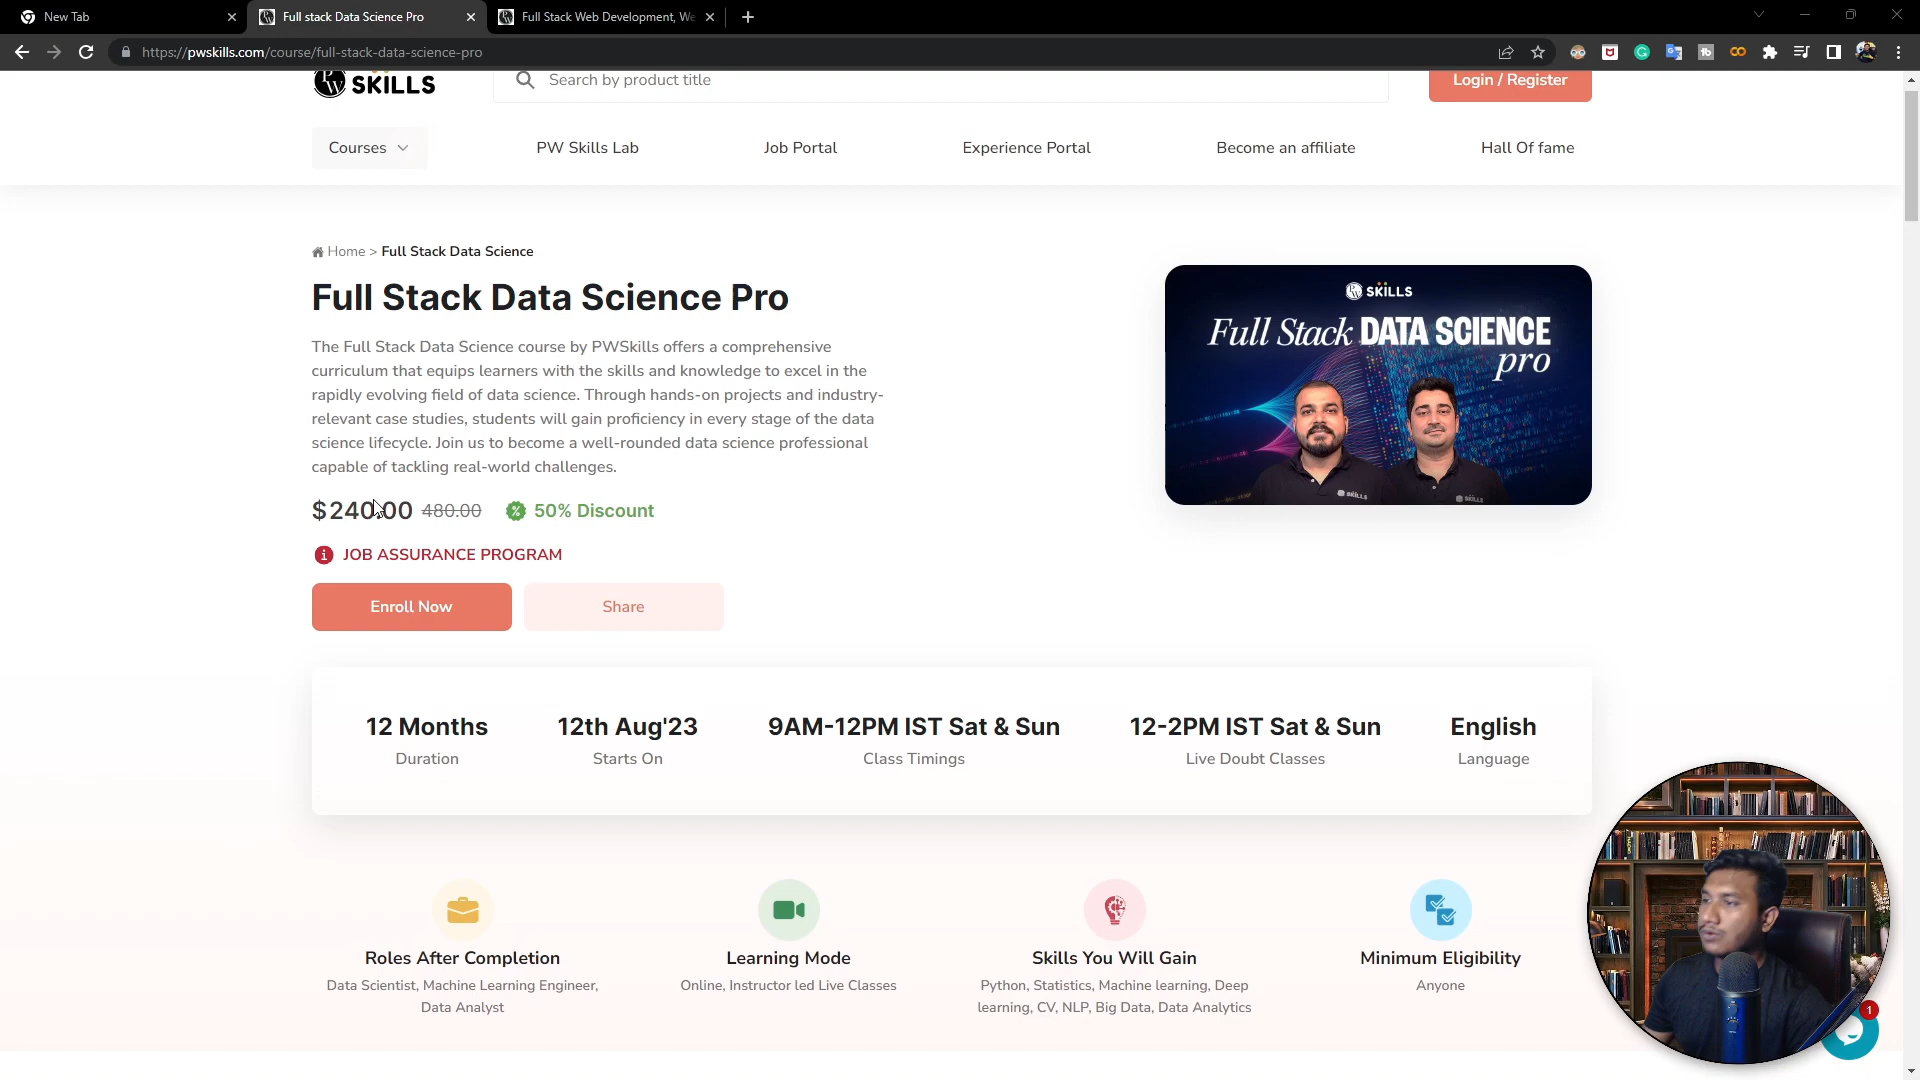 New Tab
Full stack Data Science Pro
Full Stack Web Development, We
https://pwskills.com/course/full-stack-data-science-pro
PW SKILLS
Search by product title
Login / Register
Courses
PW Skills Lab
Job Portal
Experience Portal
Become an affiliate
Hall Of fame
Home > Full Stack Data Science
Full Stack Data Science Pro
The Full Stack Data Science course by PWSkills offers a comprehensive
curriculum that equips learners with the skills and knowledge to excel in the
rapidly evolving field of data science. Through hands-on projects and industry-
relevant case studies, students will gain proficiency in every stage of the data
science lifecycle. Join us to become a well-rounded data science professional
capable of tackling real-world challenges.
$240.00 480.00 % 50% Discount
i JOB ASSURANCE PROGRAM
Enroll Now
Share
PW SKILLS
Full Stack DATA SCIENCE
pro
SKILLS
SKILLS
12 Months
Duration
12th Aug'23
Starts On
9AM-12PM IST Sat & Sun
Class Timings
12-2PM IST Sat & Sun
Live Doubt Classes
English
Language
Roles After Completion
Data Scientist, Machine Learning Engineer,
Data Analyst
Learning Mode
Online, Instructor led Live Classes
Skills You Will Gain
Python, Statistics, Machine learning, Deep
learning, CV, NLP, Big Data, Data Analytics
Minimum Eligibility
Anyone
1